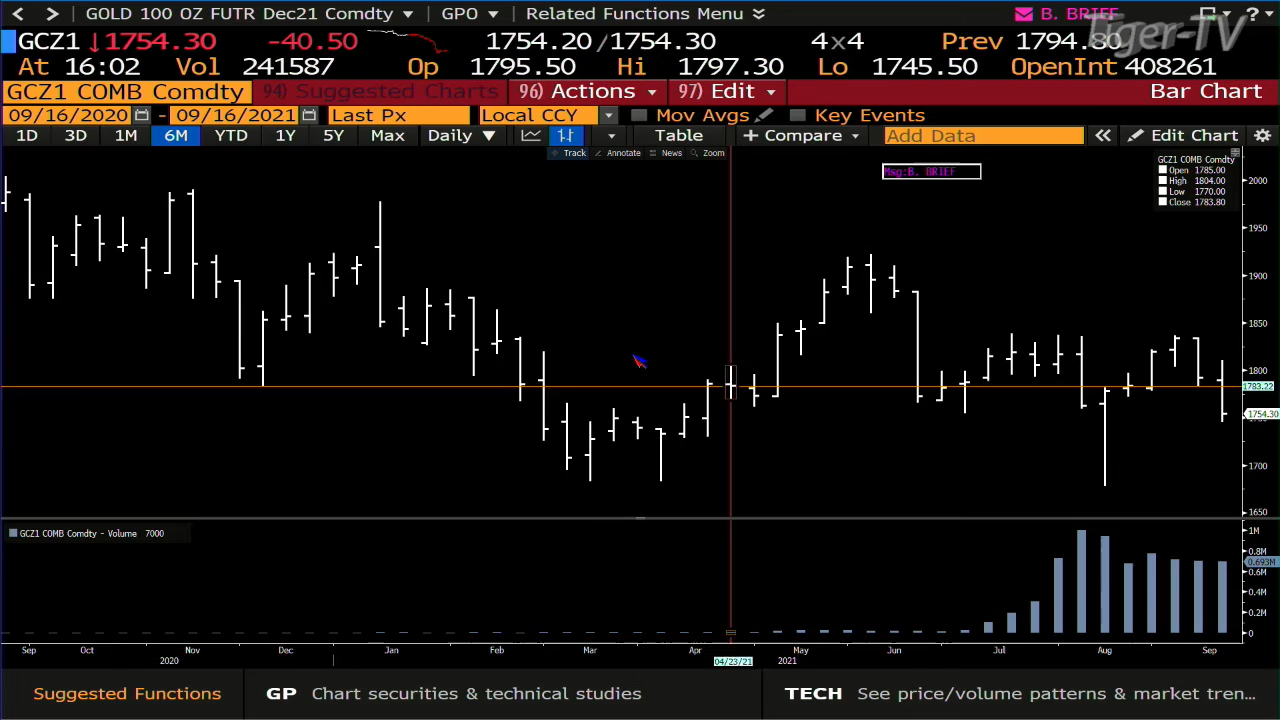 GOLD 100 OZ FUTR Dec21 Comdty GPO Related Functions Menu B. BRIEF ?
Tiger-TV
GCZ1 ↓1754.30 -40.50 1754.20/1754.30 4x4 Prev 1794.80
At 16:02 Vol 241587 Op 1795.50 Hi 1797.30 Lo 1745.50 OpenInt 408261
GCZ1 COMB Comdty 94) Suggested Charts 96) Actions 97) Edit Bar Chart
09/16/2020 - 09/16/2021 Last Px Local CCY Mov Avgs Key Events
1D 3D 1M 6M YTD 1Y 5Y Max Daily ▼ Table + Compare Add Data « Edit Chart
Track Annotate News Zoom
Msg:B. BRIEF
GCZ1 COMB Comdty
Open 1785.00
High 1804.00
Low 1770.00
Close 1783.80
2000
1950
1900
1850
1800
1783.22
1754.30
1700
1650
GCZ1 COMB Comdty - Volume 7000
1M
0.8M
0.693M
0.6M
0.4M
0.2M
0
Sep Oct Nov Dec Jan Feb Mar Apr May Jun Jul Aug Sep
2020 04/23/21 2021
Suggested Functions GP Chart securities & technical studies TECH See price/volume patterns & market tren...